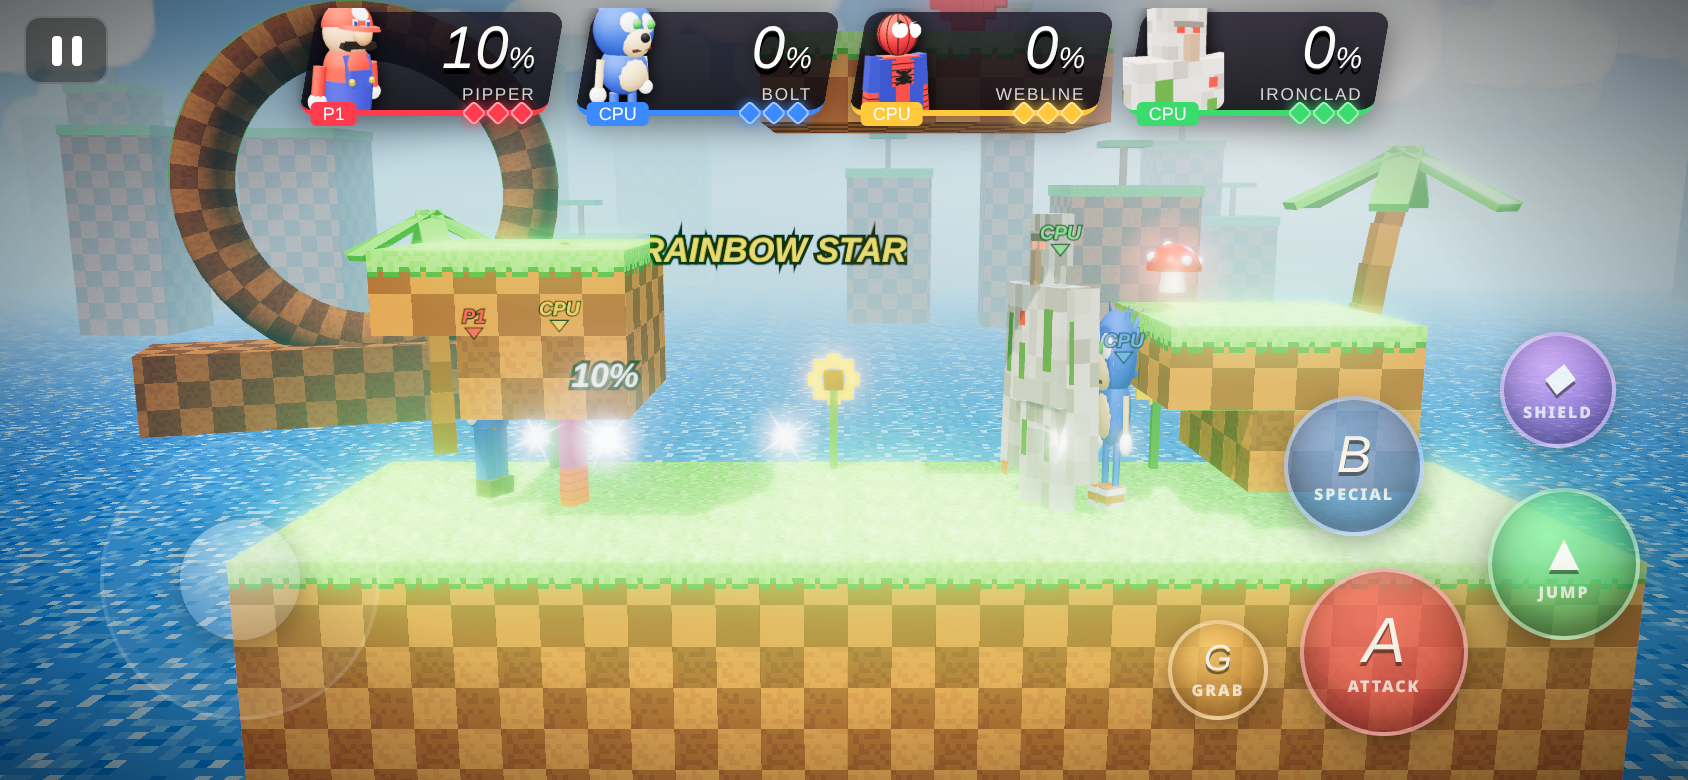 10%
PIPPER
P1
0%
BOLT
CPU
0%
WEBLINE
CPU
0%
IRONCLAD
CPU
RAINBOW STAR
CPU
P1
CPU
CPU
10%
SHIELD
B
SPECIAL
JUMP
A
ATTACK
G
GRAB